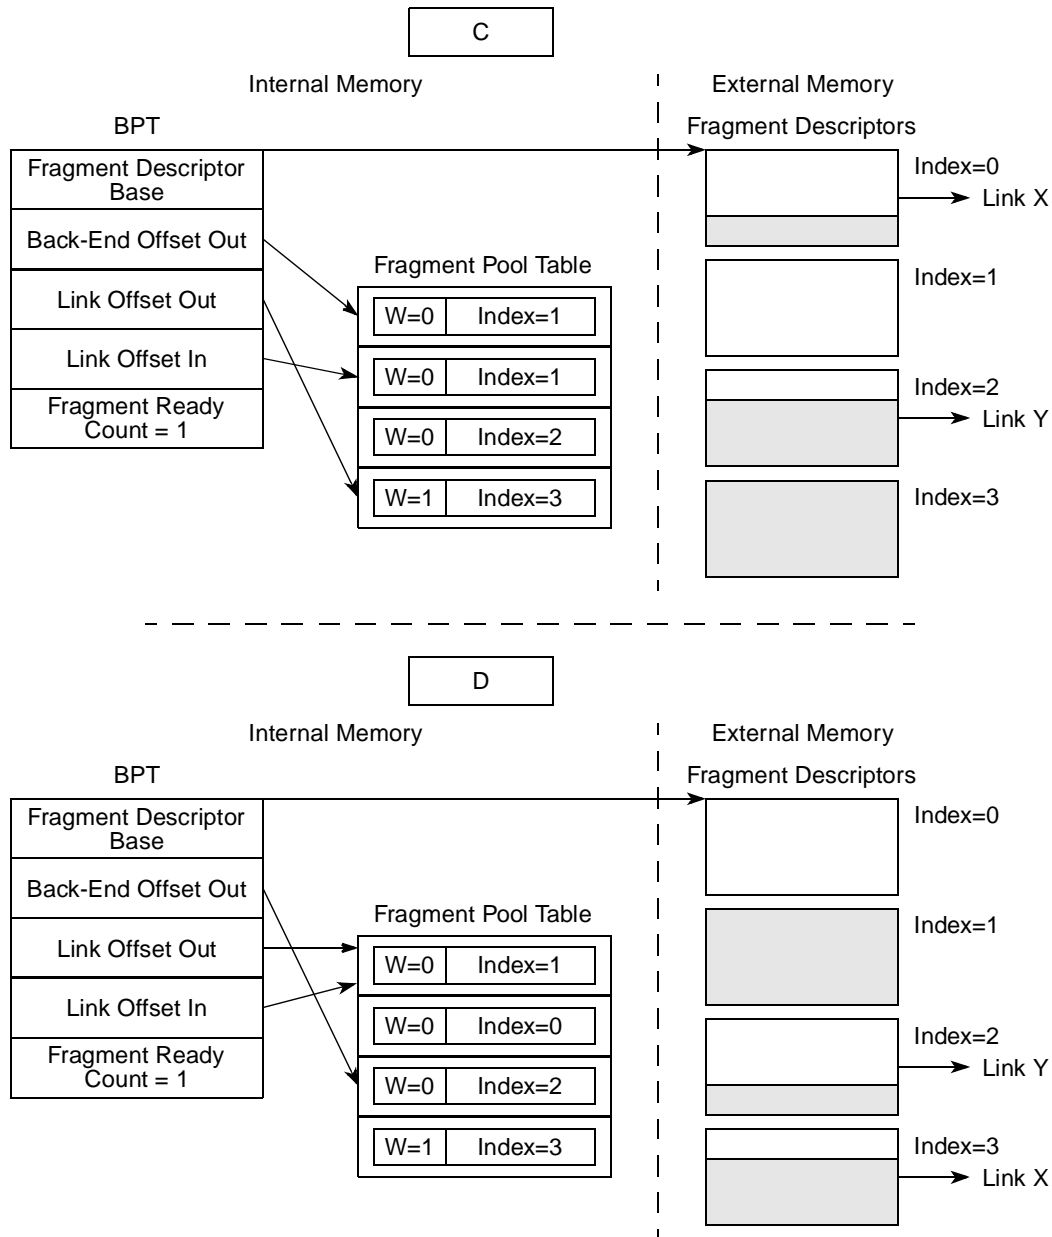 C
Internal Memory
External Memory
BPT
Fragment Descriptors
Fragment Descriptor
Base
Back-End Offset Out
Link Offset Out
Link Offset In
Fragment Ready
Count = 1
Fragment Pool Table
W=0 Index=1
W=0 Index=1
W=0 Index=2
W=1 Index=3
Index=0
Link X
Index=1
Index=2
Link Y
Index=3
D
Internal Memory
External Memory
BPT
Fragment Descriptors
Fragment Descriptor
Base
Back-End Offset Out
Link Offset Out
Link Offset In
Fragment Ready
Count = 1
Fragment Pool Table
W=0 Index=1
W=0 Index=0
W=0 Index=2
W=1 Index=3
Index=0
Index=1
Index=2
Link Y
Index=3
Link X